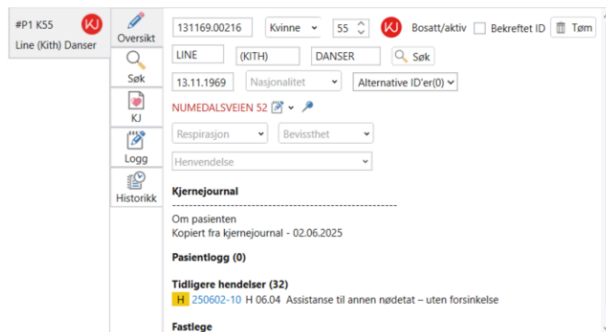 #P1 K55 KJ
Line (Kith) Danser
Oversikt
Søk
KJ
Logg
Historikk
131169.00216 Kvinne 55 KJ Bosatt/aktiv Bekreftet ID Tøm
LINE (KITH) DANSER Søk
13.11.1969 Nasjonalitet Alternative ID'er(0)
NUMEDALSVEIEN 52
Respirasjon Bevissthet
Henvendelse
Kjernejournal
------------------------------------------------------
Om pasienten
Kopiert fra kjernejournal - 02.06.2025
Pasientlogg (0)
Tidligere hendelser (32)
H 250602-10 H 06.04 Assistanse til annen nødetat – uten forsinkelse
Fastlege